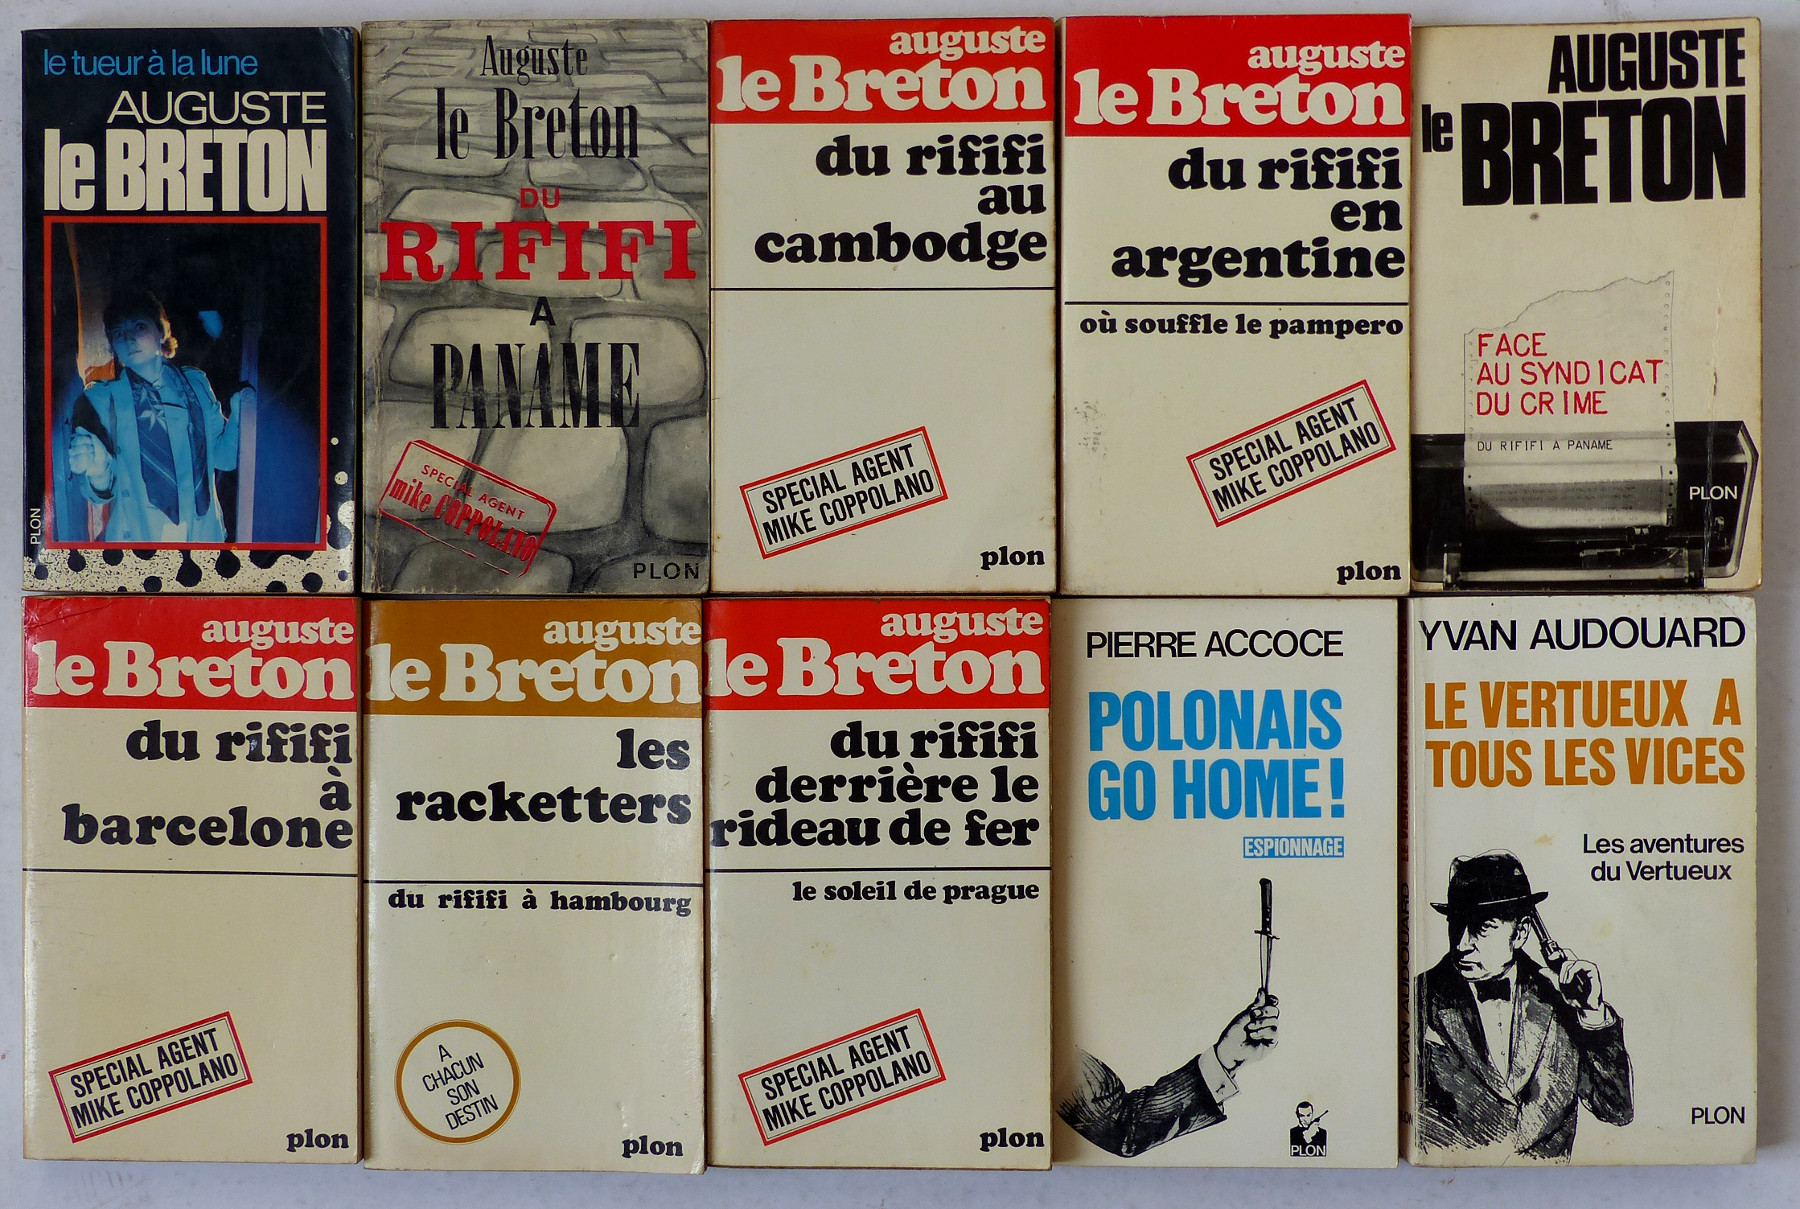 le tueur à la lune
AUGUSTE
le BRETON
PLON
Auguste
le Breton
DU
RIFIFI
A
PANAME
SPECIAL AGENT
mike COPPOLANO
PLON
auguste
le Breton
du rififi
au
cambodge
SPECIAL AGENT
MIKE COPPOLANO
plon
auguste
le Breton
du rififi
en
argentine
où souffle le pampero
SPECIAL AGENT
MIKE COPPOLANO
plon
AUGUSTE
le BRETON
FACE
AU SYNDICAT
DU CRIME
DU RIFIFI A PANAME
PLON
auguste
le Breton
du rififi
à
barcelone
SPECIAL AGENT
MIKE COPPOLANO
plon
auguste
le Breton
les
racketters
du rififi à hambourg
A
CHACUN
SON
DESTIN
plon
auguste
le Breton
du rififi
derrière le
rideau de fer
le soleil de prague
SPECIAL AGENT
MIKE COPPOLANO
plon
PIERRE ACCOCE
POLONAIS
GO HOME!
ESPIONNAGE
PLON
YVAN AUDOUARD
LE VERTUEUX A
TOUS LES VICES
Les aventures
du Vertueux
YVAN AUDOUARD
PLON